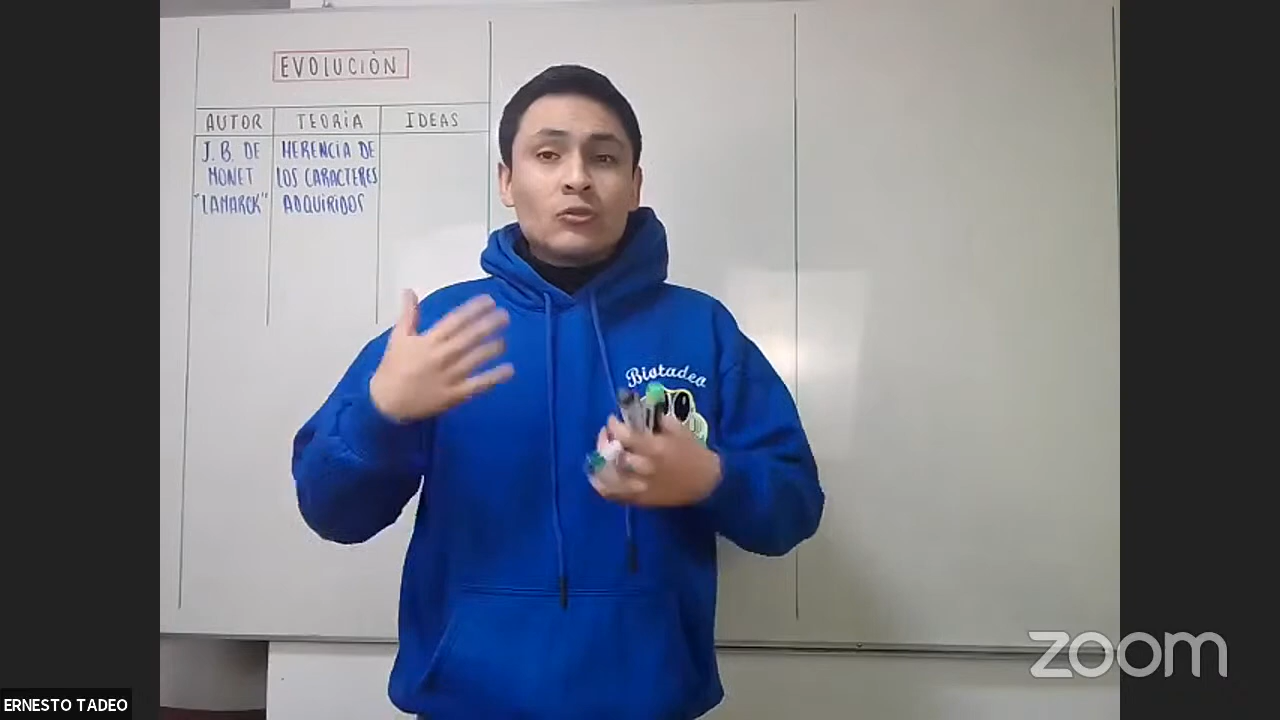 EVOLUCIÓN
AUTOR
TEORÍA
IDEAS
J. B. DE
MONET
"LAMARCK"
HERENCIA DE
LOS CARACTERES
ADQUIRIDOS
Biotadeo
zoom
ERNESTO TADEO